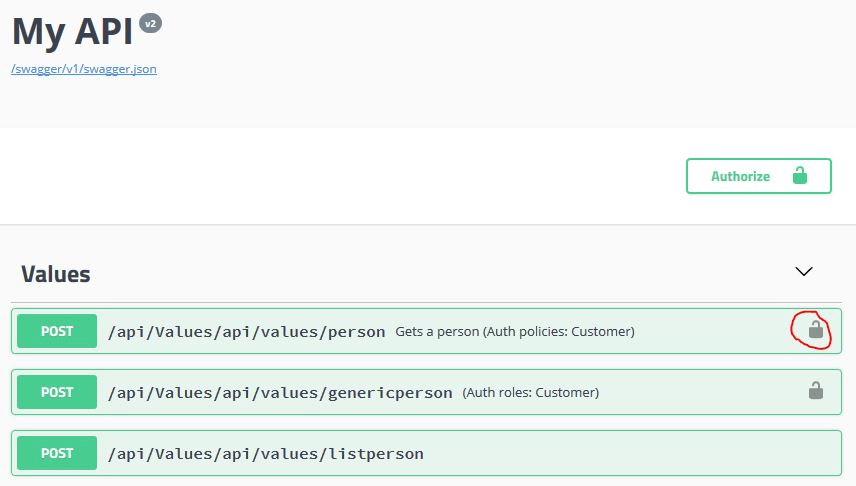 My API v2
/swagger/v1/swagger.json
Authorize
Values
POST /api/Values/api/values/person Gets a person (Auth policies: Customer)
POST /api/Values/api/values/genericperson (Auth roles: Customer)
POST /api/Values/api/values/listperson